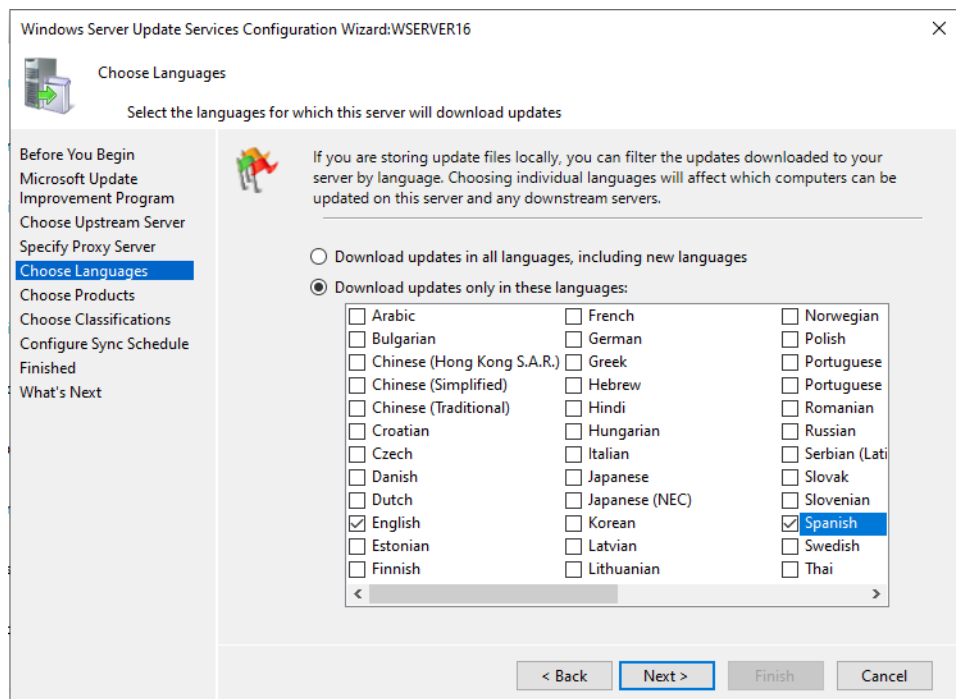 Windows Server Update Services Configuration Wizard:WSERVER16
Choose Languages
Select the languages for which this server will download updates
Before You Begin
Microsoft Update
Improvement Program
Choose Upstream Server
Specify Proxy Server
Choose Languages
Choose Products
Choose Classifications
Configure Sync Schedule
Finished
What's Next
If you are storing update files locally, you can filter the updates downloaded to your
server by language. Choosing individual languages will affect which computers can be
updated on this server and any downstream servers.
Download updates in all languages, including new languages
Download updates only in these languages:
Arabic
Bulgarian
Chinese (Hong Kong S.A.R.)
Chinese (Simplified)
Chinese (Traditional)
Croatian
Czech
Danish
Dutch
English
Estonian
Finnish
French
German
Greek
Hebrew
Hindi
Hungarian
Italian
Japanese
Japanese (NEC)
Korean
Latvian
Lithuanian
Norwegian
Polish
Portuguese
Portuguese
Romanian
Russian
Serbian (Lati
Slovak
Slovenian
Spanish
Swedish
Thai
< Back
Next >
Finish
Cancel